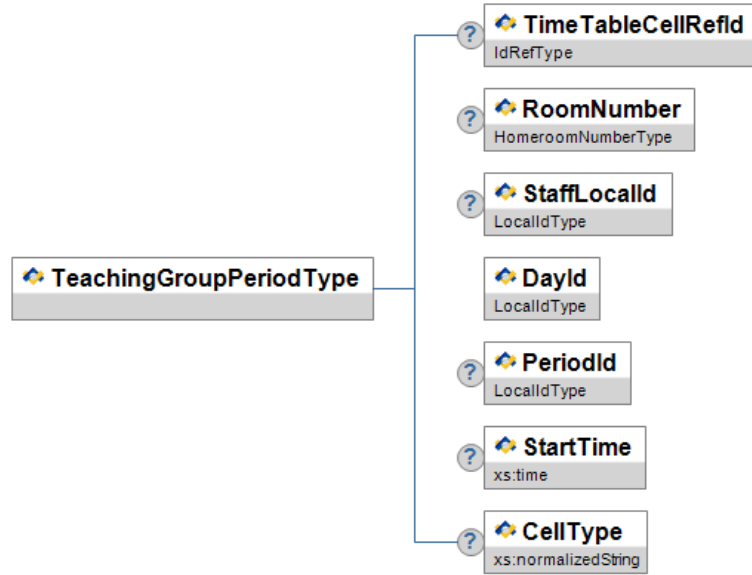 ? TimeTableCellRefId
IdRefType
? RoomNumber
HomeroomNumberType
? StaffLocalId
LocalIdType
TeachingGroupPeriodType
DayId
LocalIdType
? PeriodId
LocalIdType
? StartTime
xs:time
? CellType
xs:normalizedString